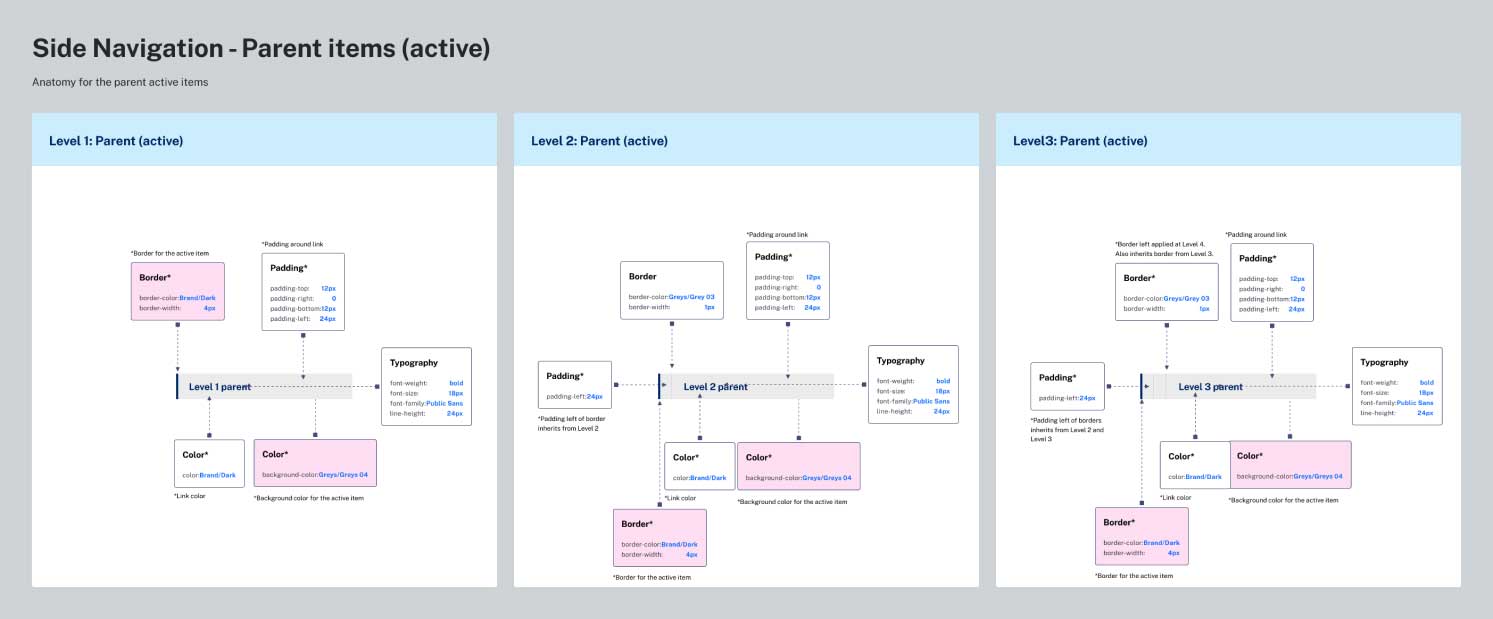 Side Navigation - Parent items (active)
Anatomy for the parent active items
Level 1: Parent (active)
*Border for the active item
Border*
border-color:Brand/Dark
border-width: 4px
*Padding around link
Padding*
padding-top: 12px
padding-right: 0
padding-bottom:12px
padding-left: 24px
Level 1 parent
Typography
font-weight: bold
font-size: 18px
font-family:Public Sans
line-height: 24px
Color*
color:Brand/Dark
*Link color
Color*
background-color:Greys/Greys 04
*Background color for the active item
Level 2: Parent (active)
Border
border-color:Greys/Grey 03
border-width: 1px
*Padding around link
Padding*
padding-top: 12px
padding-right: 0
padding-bottom:12px
padding-left: 24px
Padding*
padding-left:24px
*Padding left of border
inherits from Level 2
Level 2 parent
Typography
font-weight: bold
font-size: 18px
font-family:Public Sans
line-height: 24px
Color*
color:Brand/Dark
*Link color
Color*
background-color:Greys/Greys 04
*Background color for the active item
Border*
border-color:Brand/Dark
border-width: 4px
*Border for the active item
Level3: Parent (active)
*Border left applied at Level 4.
Also inherits border from Level 3.
Border*
border-color:Greys/Grey 03
border-width: 1px
*Padding around link
Padding*
padding-top: 12px
padding-right: 0
padding-bottom:12px
padding-left: 24px
Padding*
padding-left:24px
*Padding left of borders
inherits from Level 2 and
Level 3
Level 3 parent
Typography
font-weight: bold
font-size: 18px
font-family:Public Sans
line-height: 24px
Color*
color:Brand/Dark
*Link color
Color*
background-color:Greys/Greys 04
*Background color for the active item
Border*
border-color:Brand/Dark
border-width: 4px
*Border for the active item